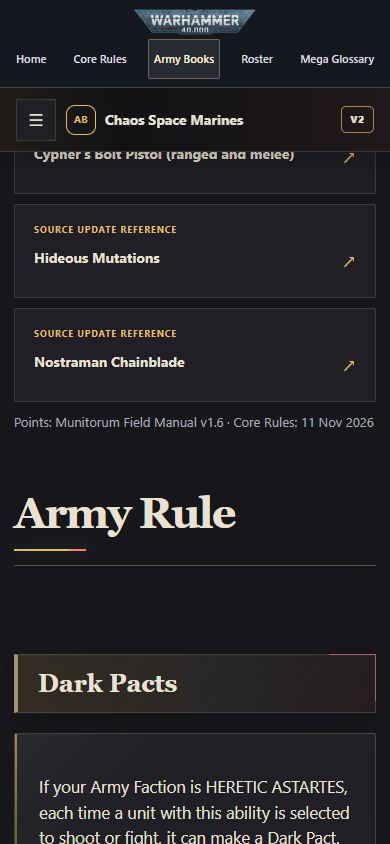 WARHAMMER
40,000
Home Core Rules Army Books Roster Mega Glossary
☰ AB Chaos Space Marines V2
Cypher's Bolt Pistol (ranged and melee) ↗
SOURCE UPDATE REFERENCE
Hideous Mutations ↗
SOURCE UPDATE REFERENCE
Nostraman Chainblade ↗
Points: Munitorum Field Manual v1.6 · Core Rules: 11 Nov 2026
Army Rule
Dark Pacts
If your Army Faction is HERETIC ASTARTES,
each time a unit with this ability is selected
to shoot or fight, it can make a Dark Pact.